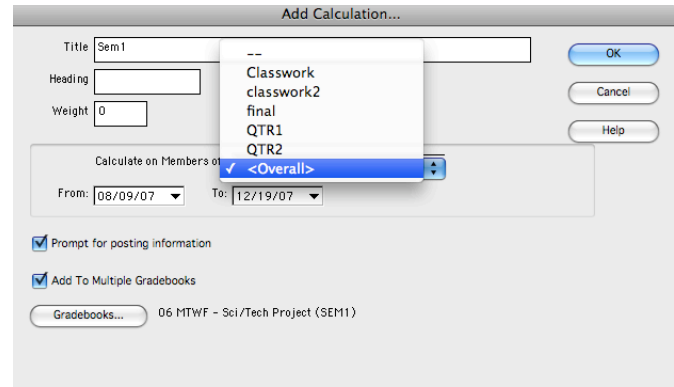 Add Calculation...
Title Sem1
Heading
Weight 0
--
Classwork
classwork2
final
QTR1
QTR2
✓ <Overall>
OK
Cancel
Help
Calculate on Members of
From: 08/09/07 To: 12/19/07
Prompt for posting information
Add To Multiple Gradebooks
Gradebooks... 06 MTWF - Sci/Tech Project (SEM1)